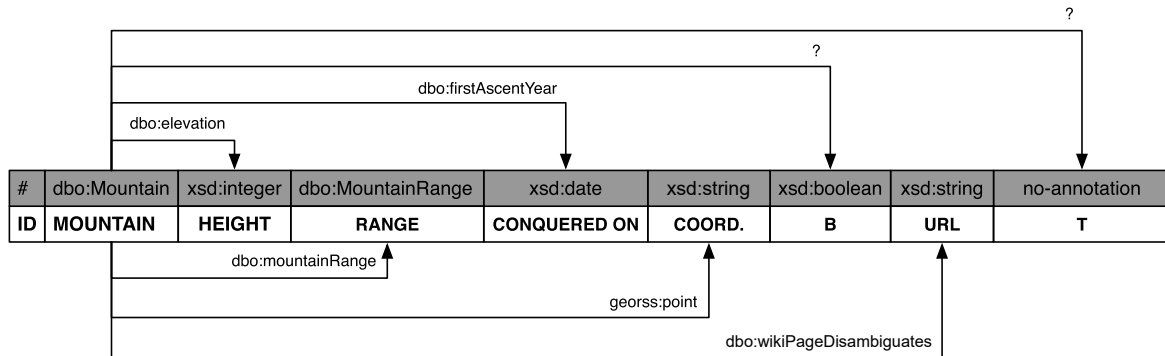 ?
?
dbo:firstAscentYear
dbo:elevation
# dbo:Mountain xsd:integer dbo:MountainRange xsd:date xsd:string xsd:boolean xsd:string no-annotation
ID MOUNTAIN HEIGHT RANGE CONQUERED ON COORD. B URL T
dbo:mountainRange
georss:point
dbo:wikiPageDisambiguates